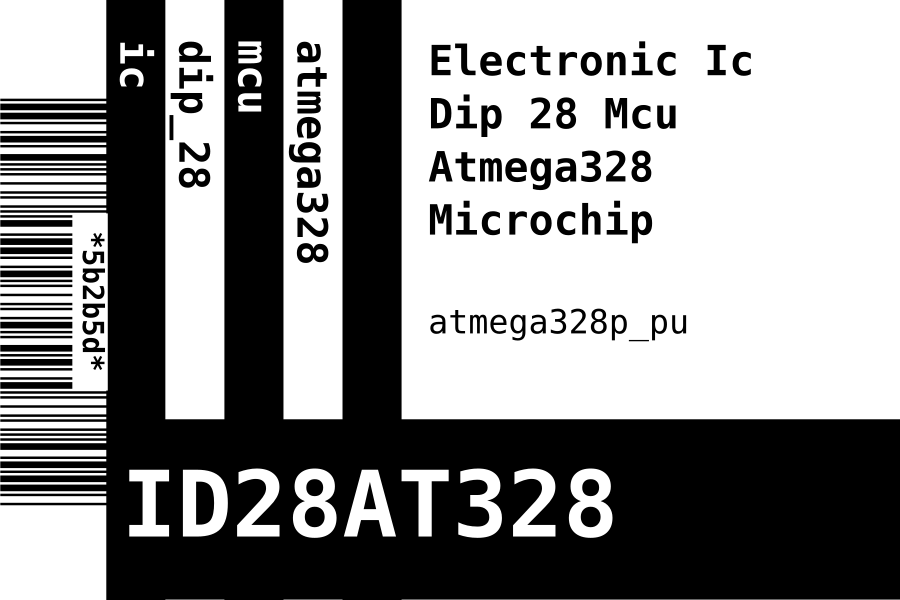 *5b2b5d*
ic
dip_28
mcu
atmega328
Electronic Ic
Dip 28 Mcu
Atmega328
Microchip
atmega328p_pu
ID28AT328